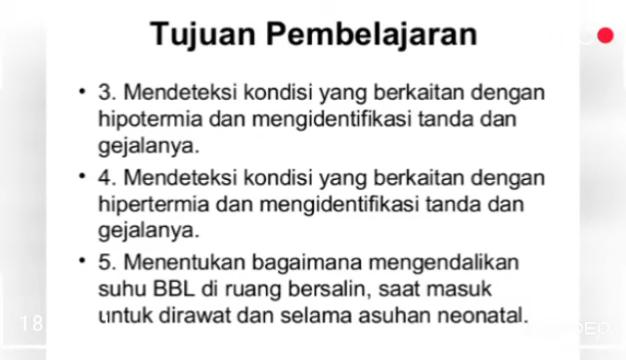 Tujuan Pembelajaran
• 3. Mendeteksi kondisi yang berkaitan dengan
hipotermia dan mengidentifikasi tanda dan
gejalanya.
• 4. Mendeteksi kondisi yang berkaitan dengan
hipertermia dan mengidentifikasi tanda dan
gejalanya.
• 5. Menentukan bagaimana mengendalikan
suhu BBL di ruang bersalin, saat masuk
untuk dirawat dan selama asuhan neonatal.
18